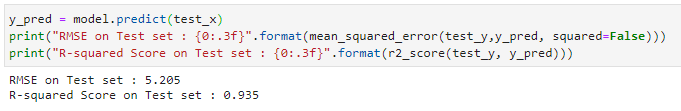 y_pred = model.predict(test_x)
print("RMSE on Test set : {0:.3f}".format(mean_squared_error(test_y,y_pred, squared=False)))
print("R-squared Score on Test set : {0:.3f}".format(r2_score(test_y, y_pred)))
RMSE on Test set : 5.205
R-squared Score on Test set : 0.935